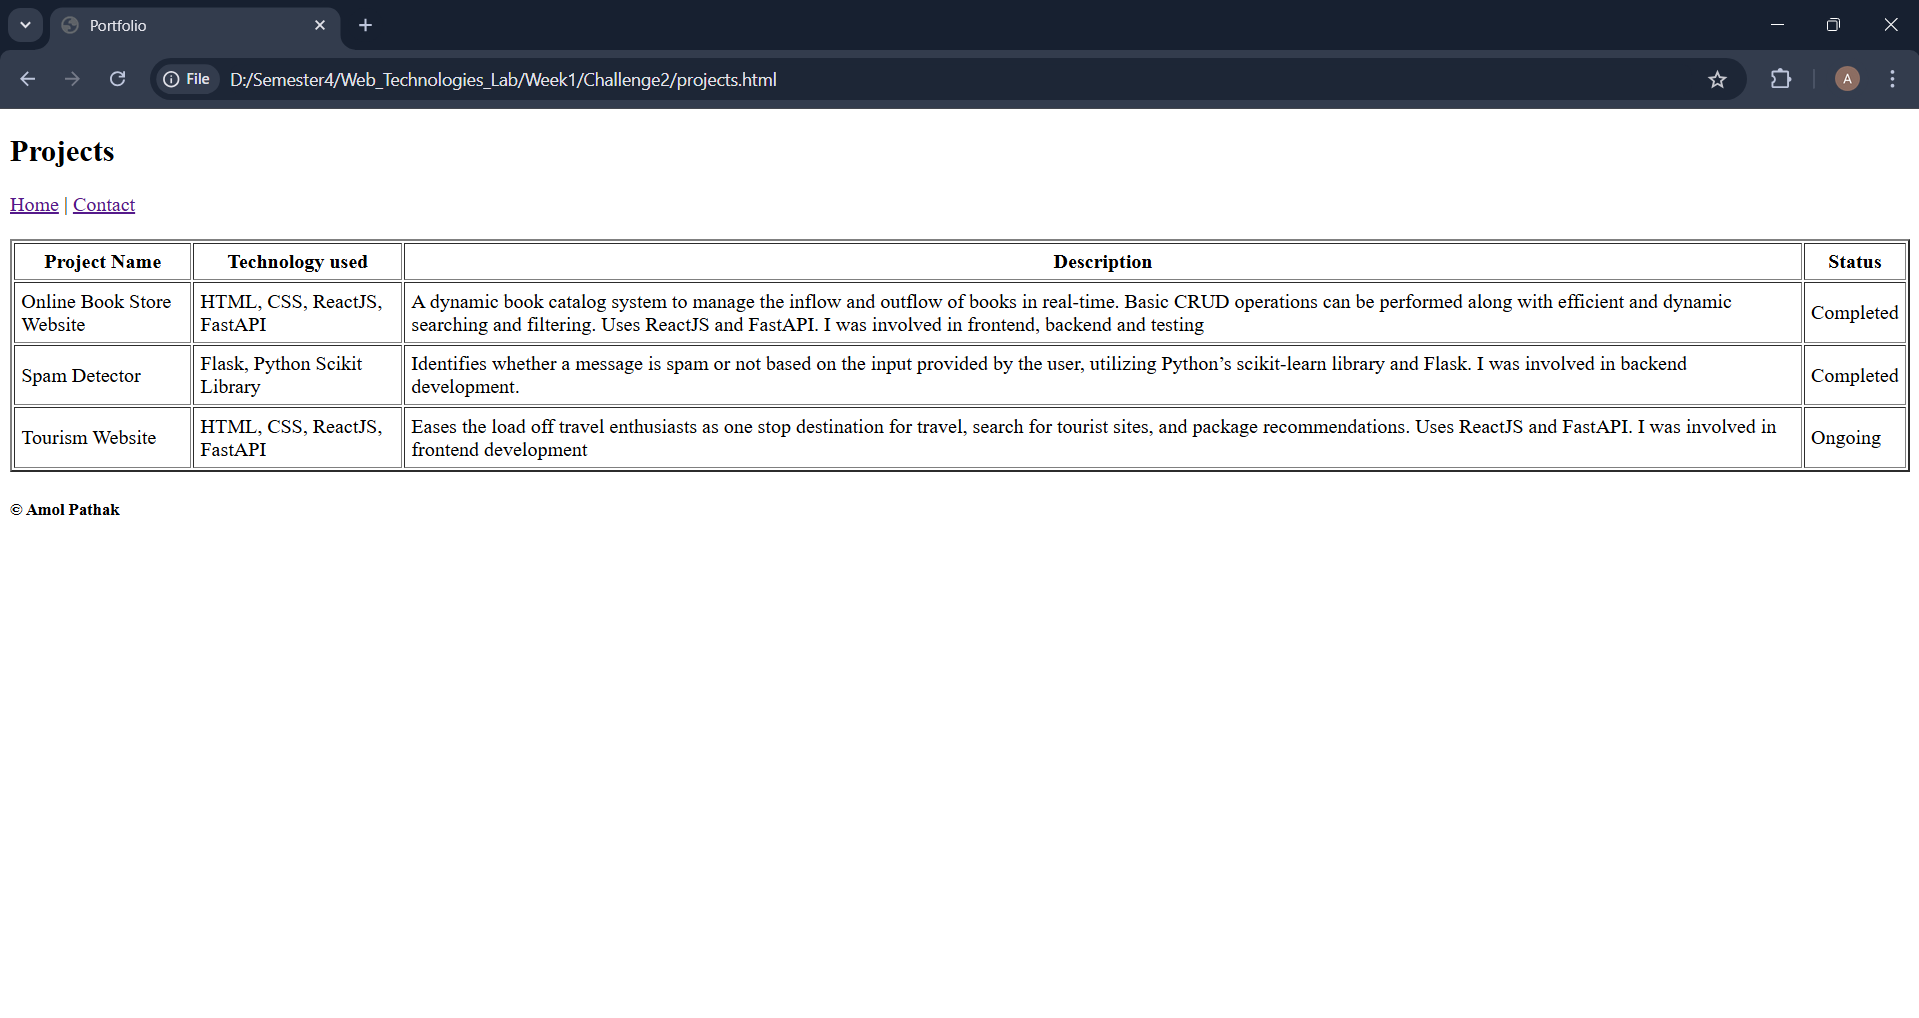 Portfolio
File D:/Semester4/Web_Technologies_Lab/Week1/Challenge2/projects.html
A
Projects
Home | Contact
Project Name Technology used Description Status
Online Book Store
Website
HTML, CSS, ReactJS,
FastAPI
A dynamic book catalog system to manage the inflow and outflow of books in real-time. Basic CRUD operations can be performed along with efficient and dynamic
searching and filtering. Uses ReactJS and FastAPI. I was involved in frontend, backend and testing
Completed
Spam Detector
Flask, Python Scikit
Library
Identifies whether a message is spam or not based on the input provided by the user, utilizing Python’s scikit-learn library and Flask. I was involved in backend
development.
Completed
Tourism Website
HTML, CSS, ReactJS,
FastAPI
Eases the load off travel enthusiasts as one stop destination for travel, search for tourist sites, and package recommendations. Uses ReactJS and FastAPI. I was involved in
frontend development
Ongoing
© Amol Pathak